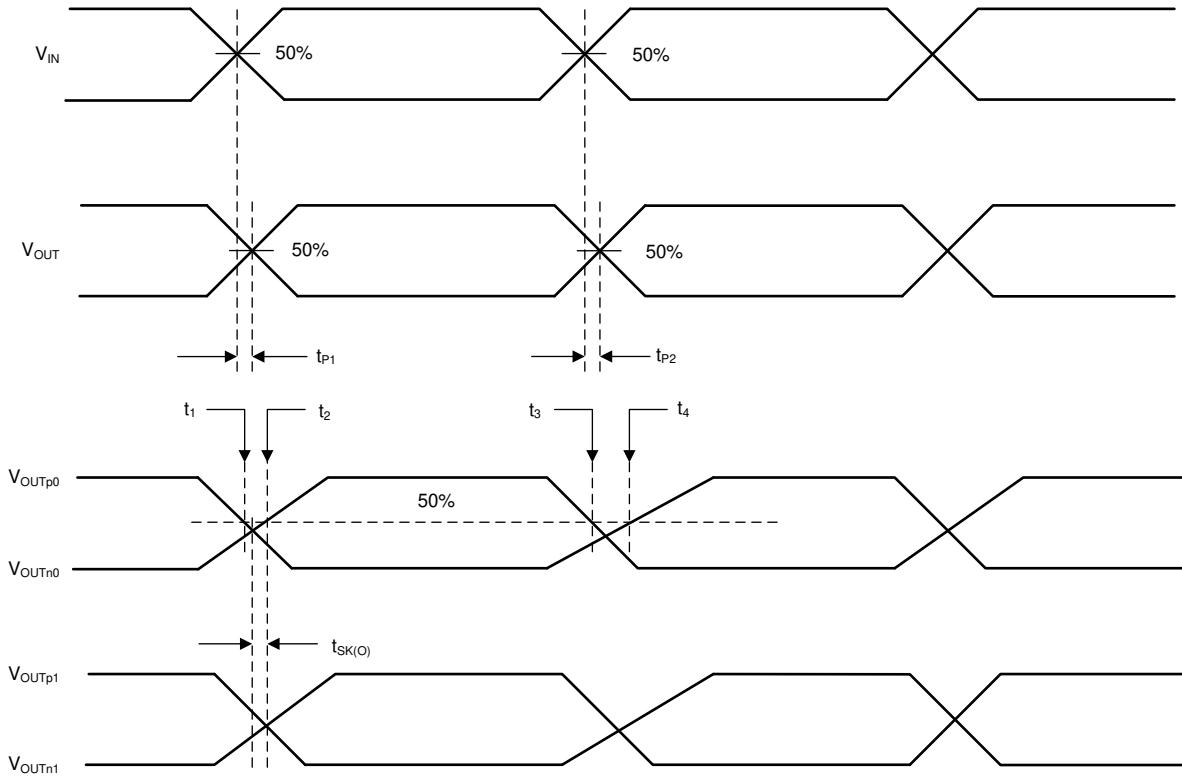 V_IN
50%
50%
V_OUT
50%
50%
t_P1
t_P2
t_1
t_2
t_3
t_4
V_OUTp0
50%
V_OUTn0
t_SK(O)
V_OUTp1
V_OUTn1